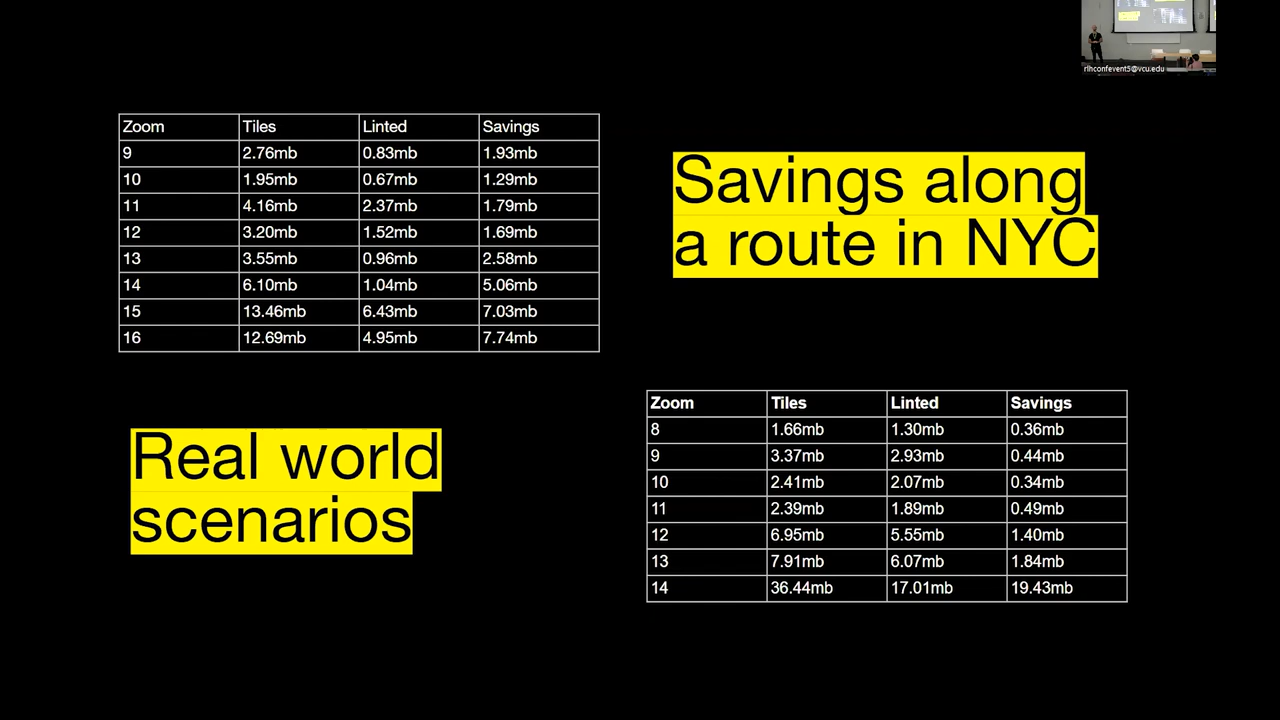 rlhconfevent5@vcu.edu
Zoom Tiles Linted Savings
9 2.76mb 0.83mb 1.93mb
10 1.95mb 0.67mb 1.29mb
11 4.16mb 2.37mb 1.79mb
12 3.20mb 1.52mb 1.69mb
13 3.55mb 0.96mb 2.58mb
14 6.10mb 1.04mb 5.06mb
15 13.46mb 6.43mb 7.03mb
16 12.69mb 4.95mb 7.74mb
Savings along
a route in NYC
Real world
scenarios
Zoom Tiles Linted Savings
8 1.66mb 1.30mb 0.36mb
9 3.37mb 2.93mb 0.44mb
10 2.41mb 2.07mb 0.34mb
11 2.39mb 1.89mb 0.49mb
12 6.95mb 5.55mb 1.40mb
13 7.91mb 6.07mb 1.84mb
14 36.44mb 17.01mb 19.43mb